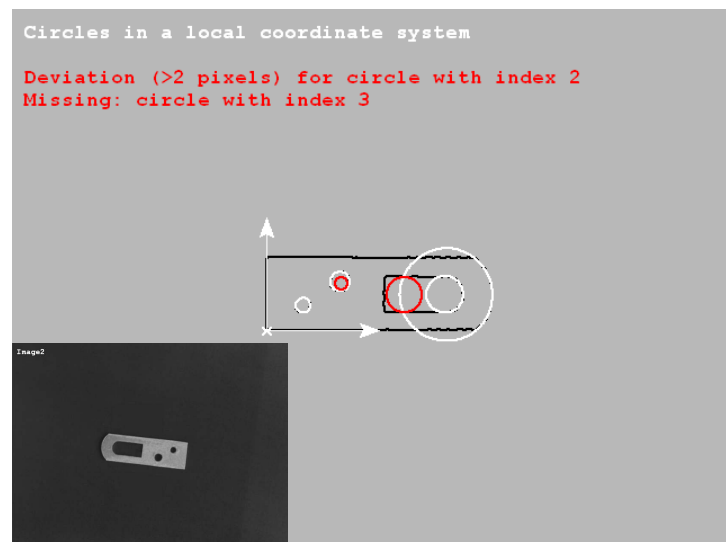 Circles in a local coordinate system
Deviation (>2 pixels) for circle with index 2
Missing: circle with index 3
Image2